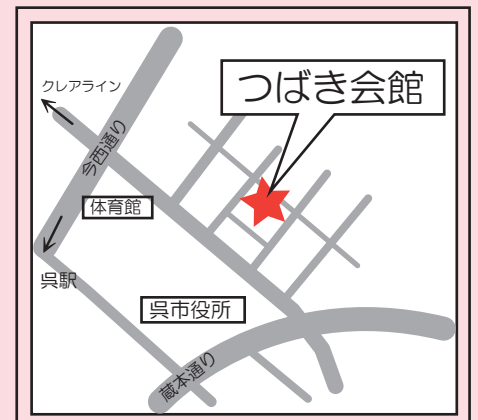 つばき会館
クレアライン
今西通り
体育館
呉駅
呉市役所
蔵本通り